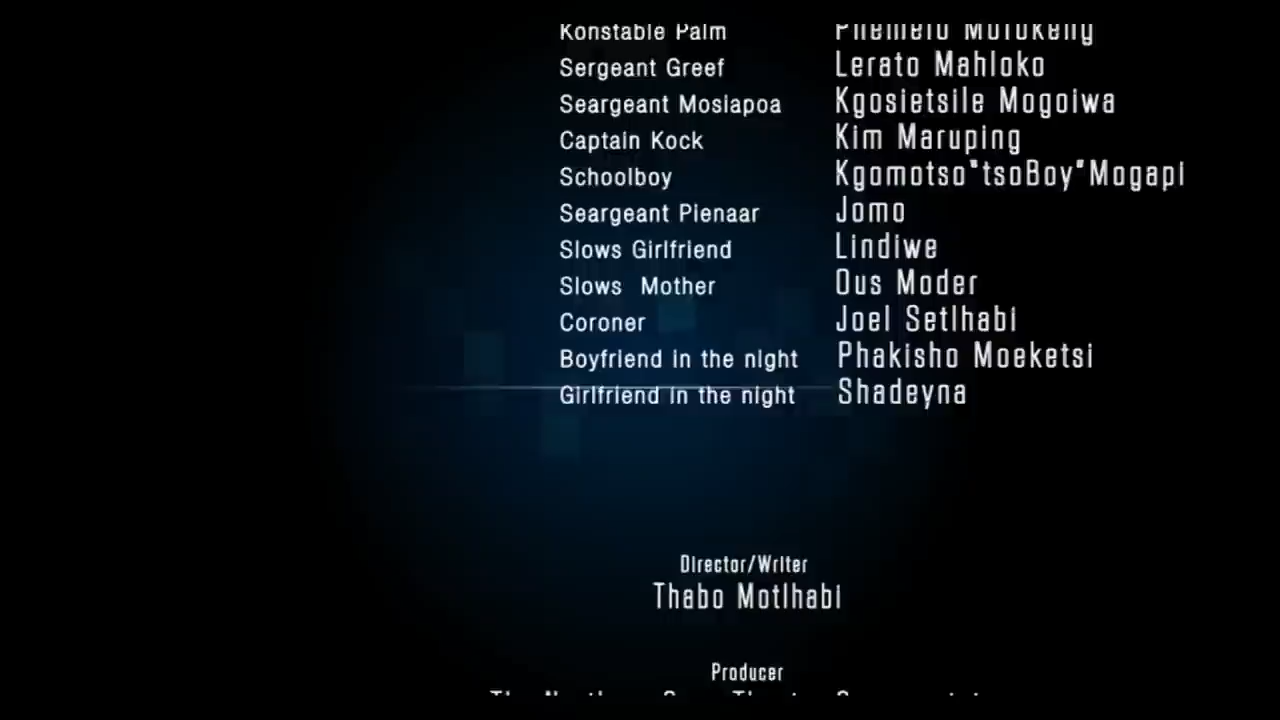 Konstable Palm
Sergeant Greef Lerato Mahloko
Seargeant Mosiapoa Kgosietsile Mogoiwa
Captain Kock Kim Maruping
Schoolboy Kgomotso"tsoBoy"Mogapi
Seargeant Pienaar Jomo
Slows Girlfriend Lindiwe
Slows Mother Ous Moder
Coroner Joel Setlhabi
Boyfriend in the night Phakisho Moeketsi
Girlfriend in the night Shadeyna
Director/Writer
Thabo Motlhabi
Producer